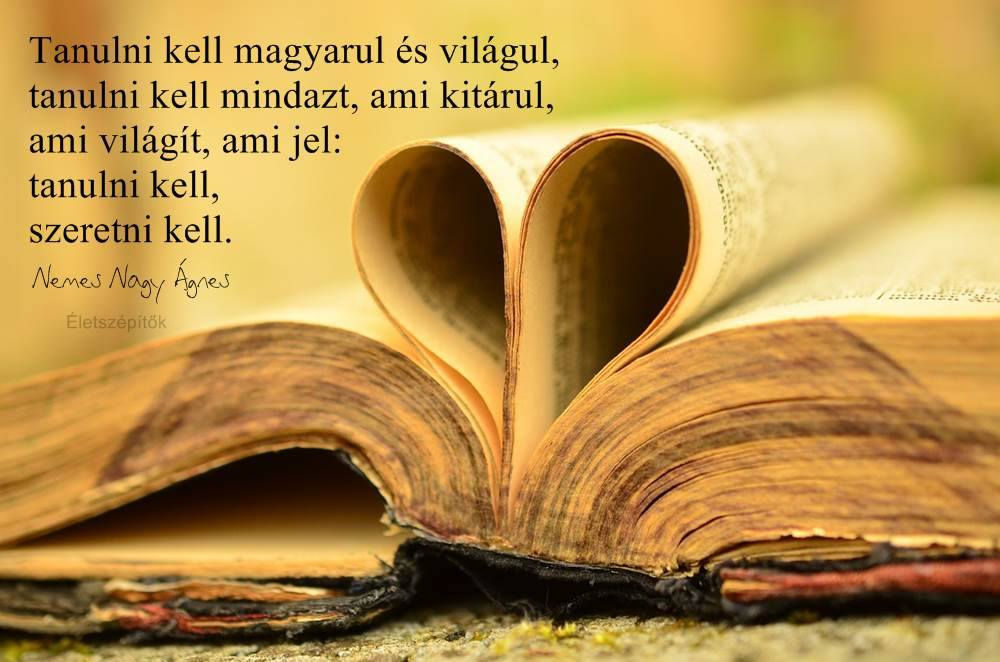 Tanulni kell magyarul és világul,
tanulni kell mindazt, ami kitárul,
ami világít, ami jel:
tanulni kell,
szeretni kell.
Nemes Nagy Ágnes
Életszépítők